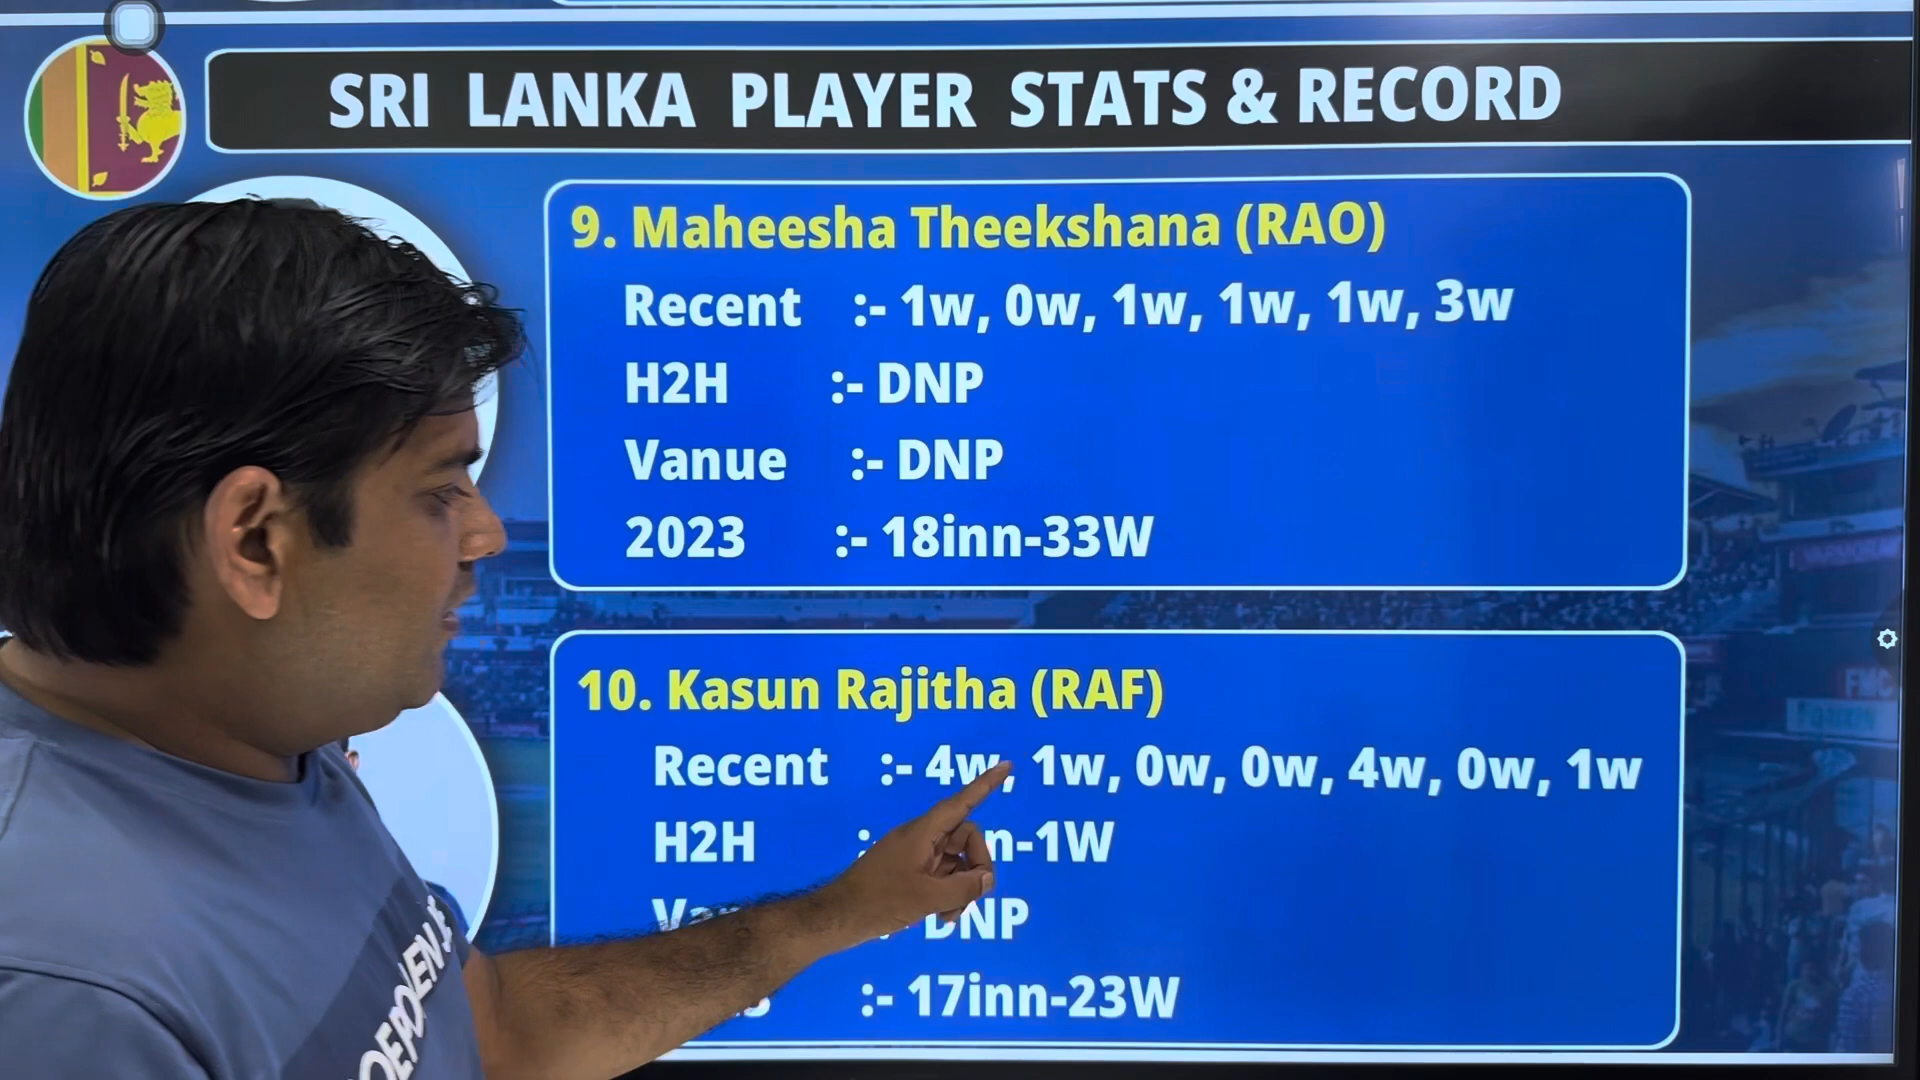 SRI LANKA PLAYER STATS & RECORD
9. Maheesha Theekshana (RAO)
Recent :- 1w, 0w, 1w, 1w, 1w, 3w
H2H :- DNP
Vanue :- DNP
2023 :- 18inn-33W
10. Kasun Rajitha (RAF)
Recent :- 4w, 1w, 0w, 0w, 4w, 0w, 1w
H2H -1W
DNP
:- 17inn-23W